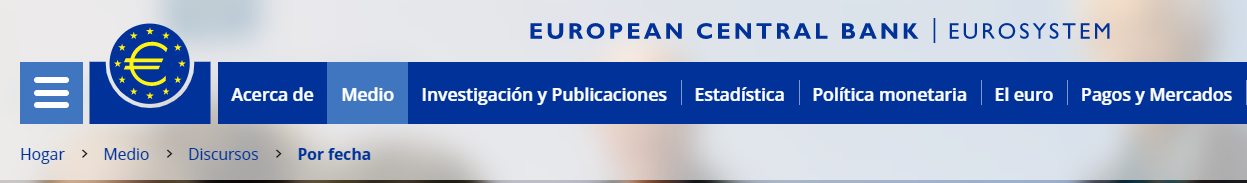 EUROPEAN CENTRAL BANK | EUROSYSTEM
Acerca de Medio Investigación y Publicaciones Estadística Política monetaria El euro Pagos y Mercados
Hogar > Medio > Discursos > Por fecha